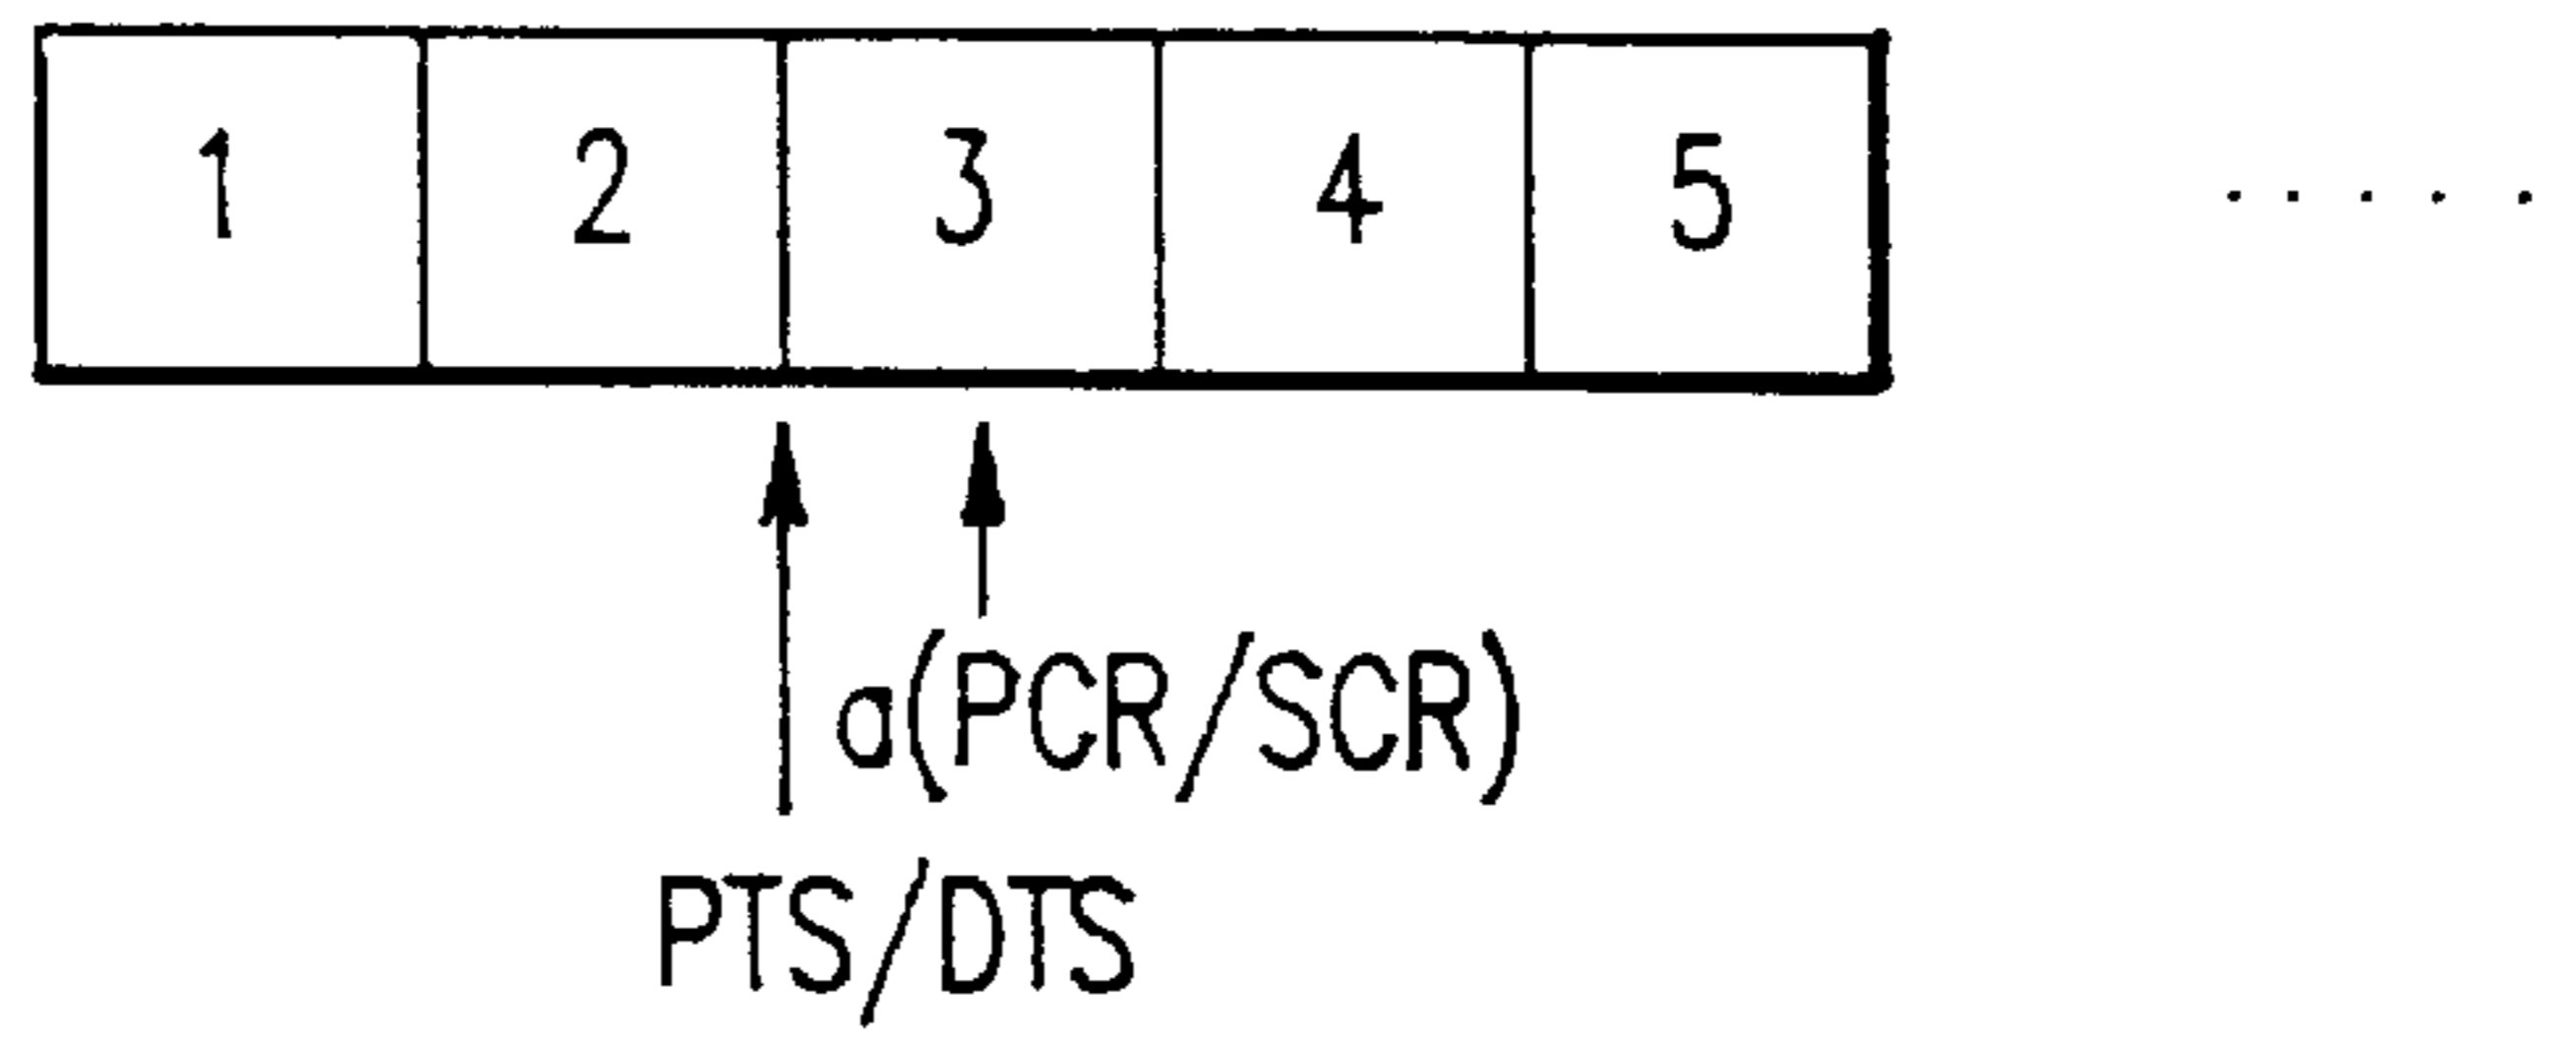 1 2 3 4 5 . . . . .
a(PCR/SCR)
PTS/DTS